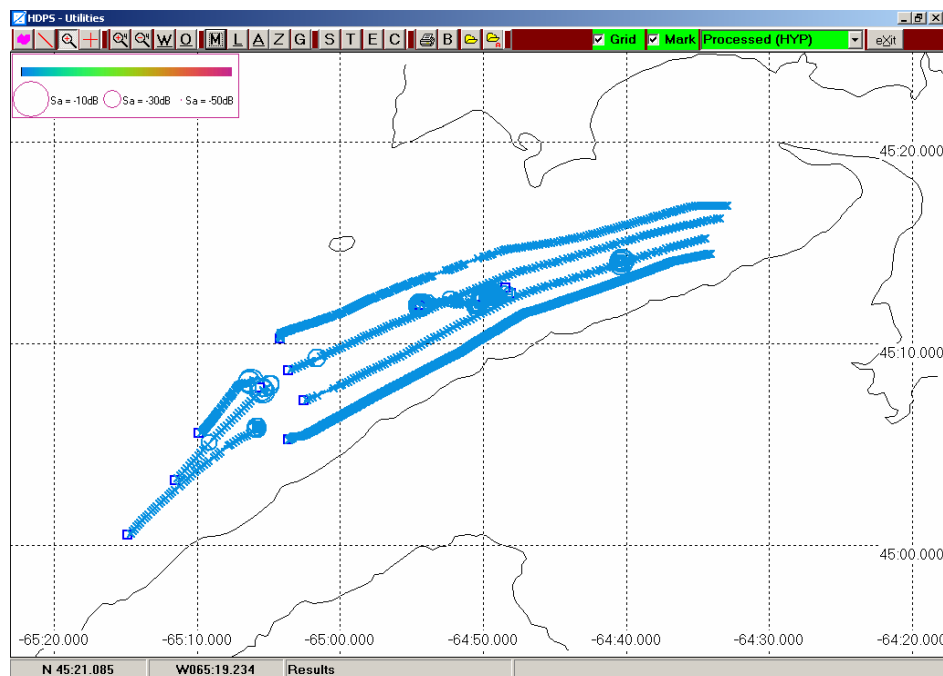 HDPS - Utilities
W O M L A Z G S T E C B Grid Mark Processed (HYP) eXit
Sa = -10dB Sa = -30dB Sa = -50dB
45:20.000
45:10.000
45:00.000
-65:20.000 -65:10.000 -65:00.000 -64:50.000 -64:40.000 -64:30.000 -64:20.000
N 45:21.085 W065:19.234 Results